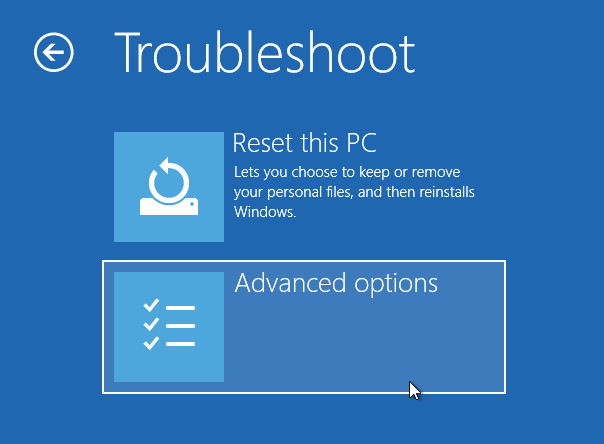 Troubleshoot
Reset this PC
Lets you choose to keep or remove
your personal files, and then reinstalls
Windows.
Advanced options